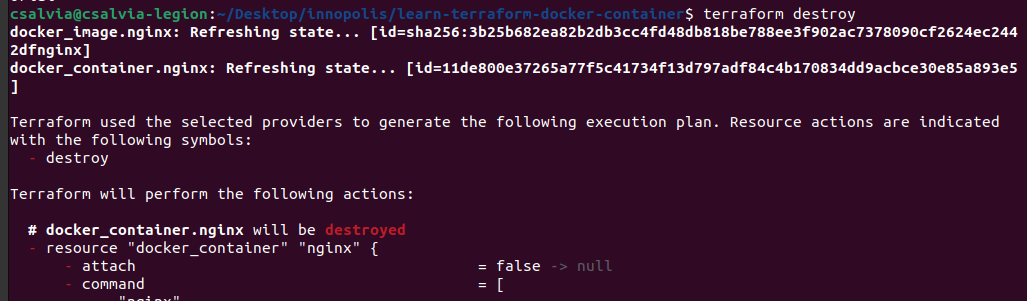 csalvia@csalvia-legion:~/Desktop/innopolis/learn-terraform-docker-container$ terraform destroy
docker_image.nginx: Refreshing state... [id=sha256:3b25b682ea82b2db3cc4fd48db818be788ee3f902ac7378090cf2624ec244
2dfnginx]
docker_container.nginx: Refreshing state... [id=11de800e37265a77f5c41734f13d797adf84c4b170834dd9acbce30e85a893e5
]
Terraform used the selected providers to generate the following execution plan. Resource actions are indicated
with the following symbols:
- destroy
Terraform will perform the following actions:
# docker_container.nginx will be destroyed
- resource "docker_container" "nginx" {
- attach = false -> null
- command = [
"nginx"